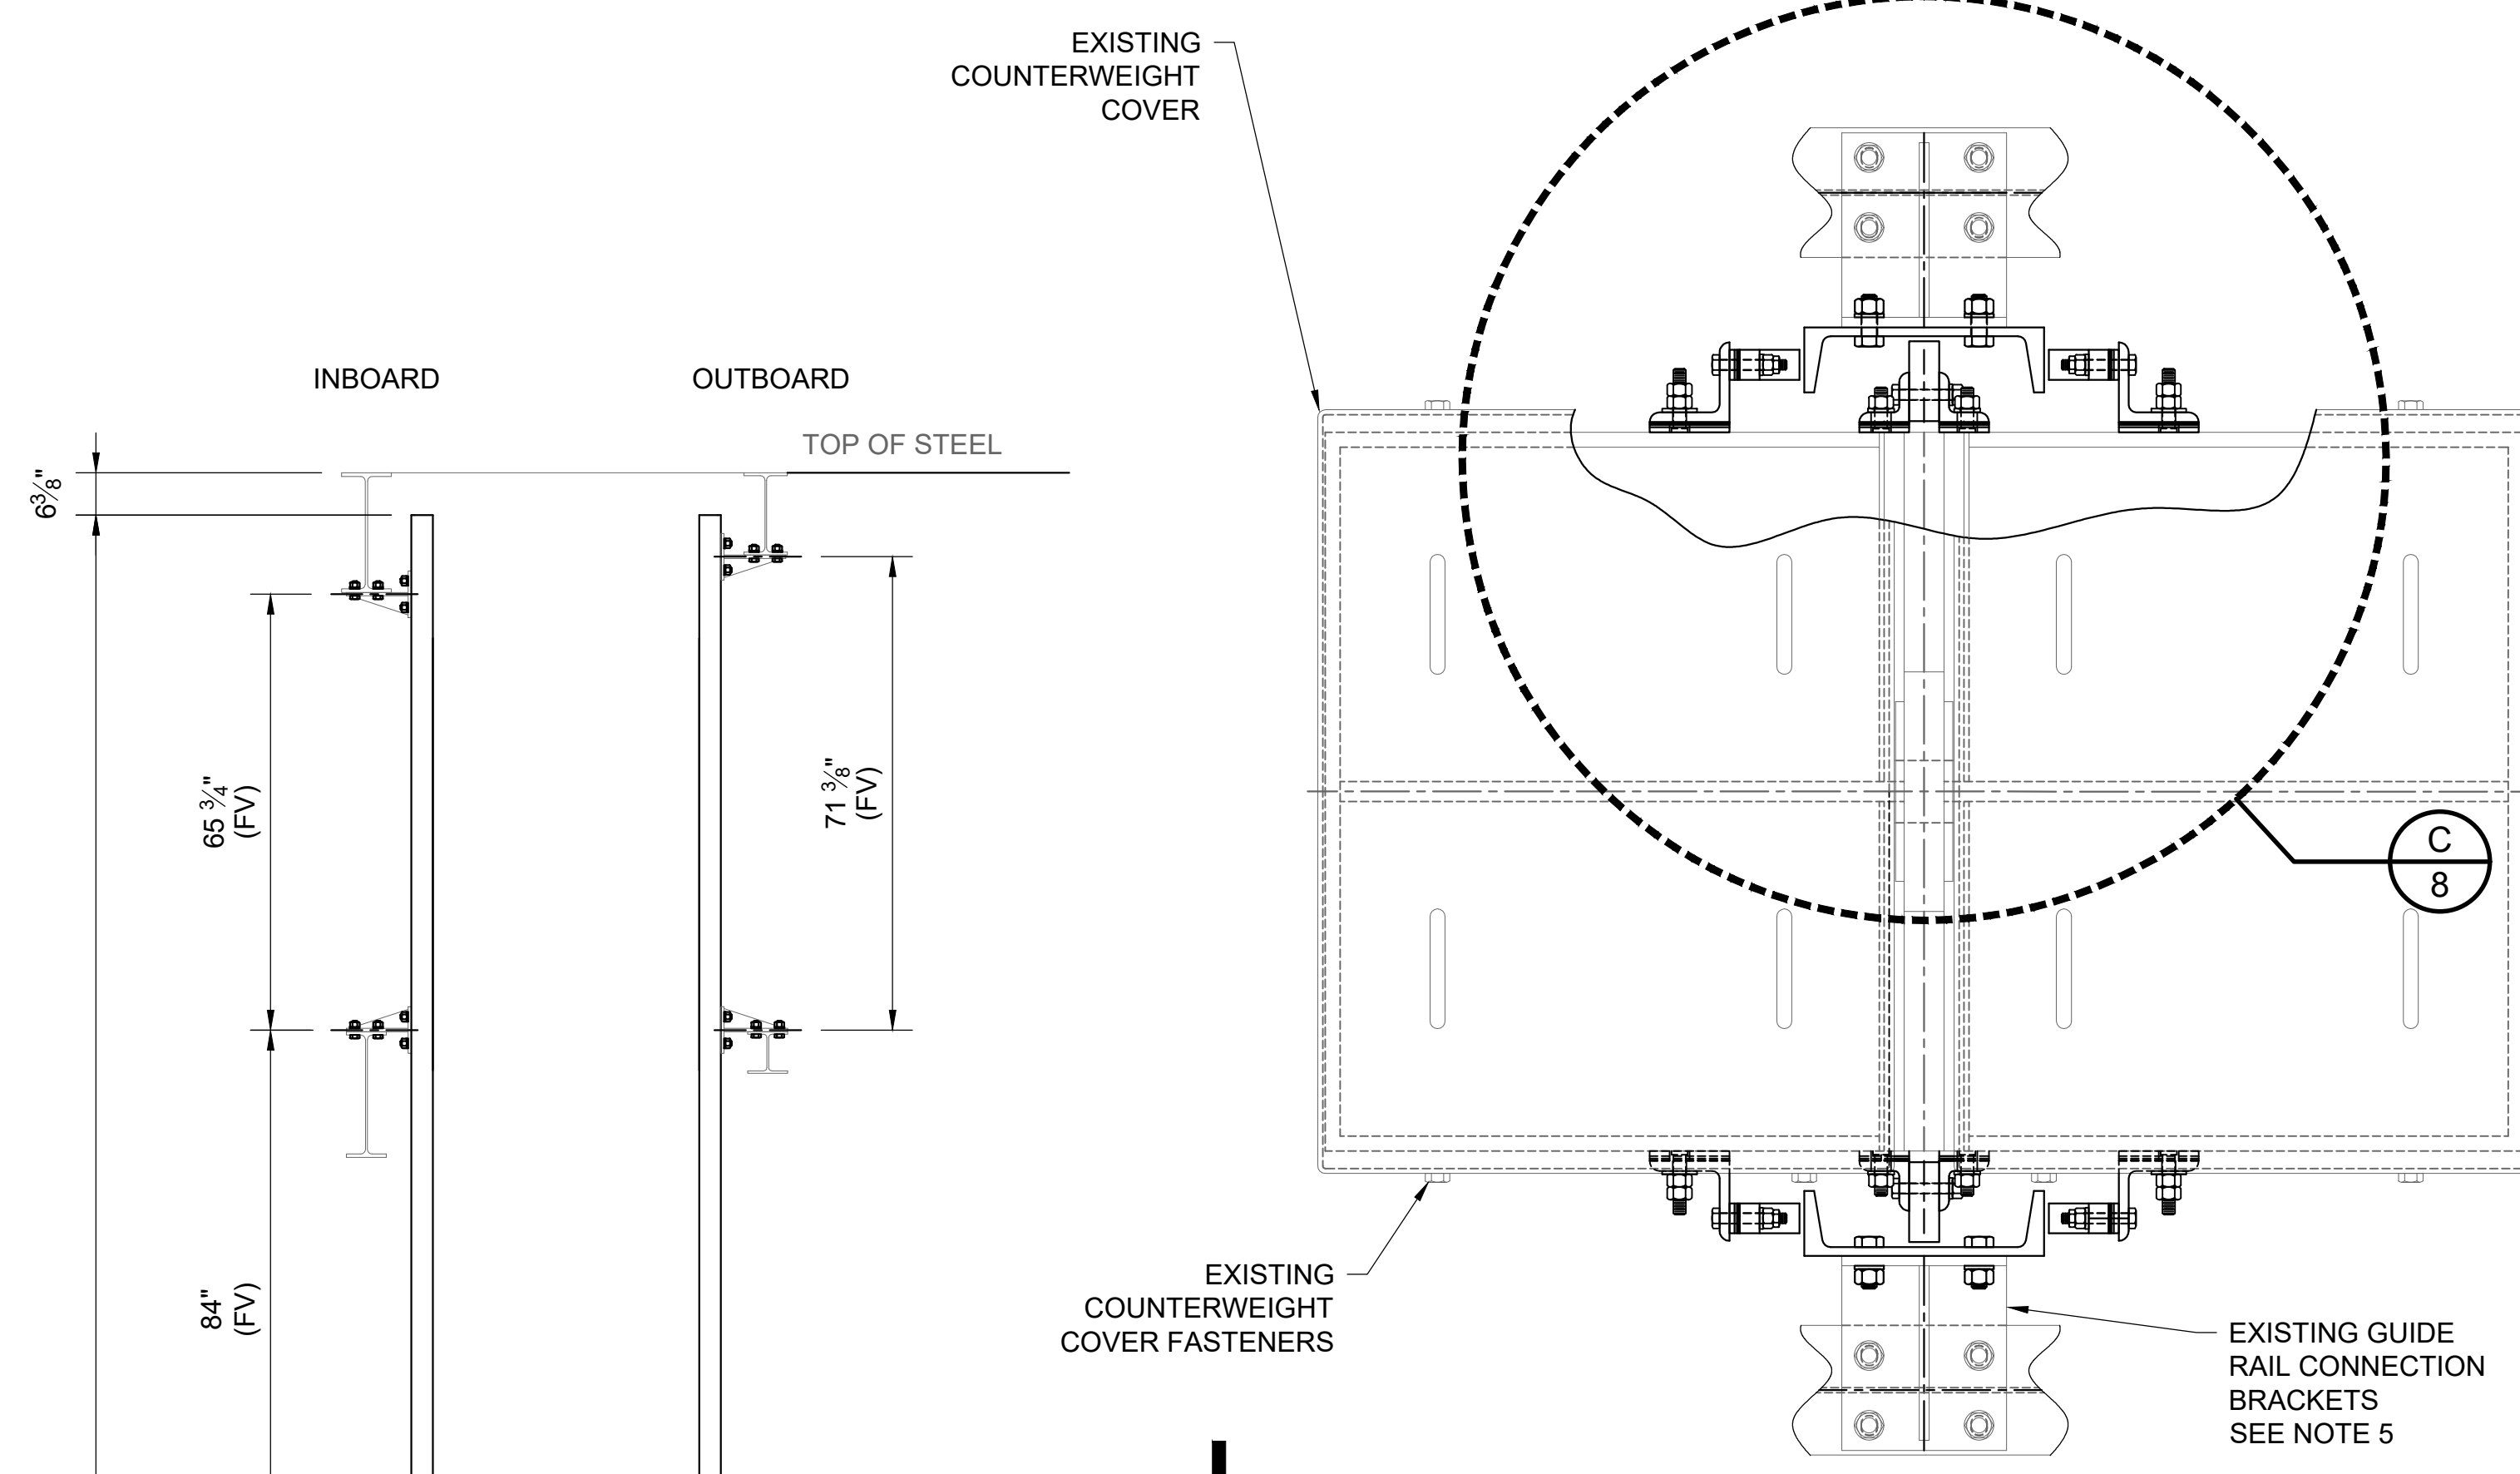 EXISTING
COUNTERWEIGHT
COVER
INBOARD
OUTBOARD
TOP OF STEEL
6⅜"
65 ¾"
(FV)
71 ⅜"
(FV)
84"
(FV)
C
8
EXISTING
COUNTERWEIGHT
COVER FASTENERS
EXISTING GUIDE
RAIL CONNECTION
BRACKETS
SEE NOTE 5